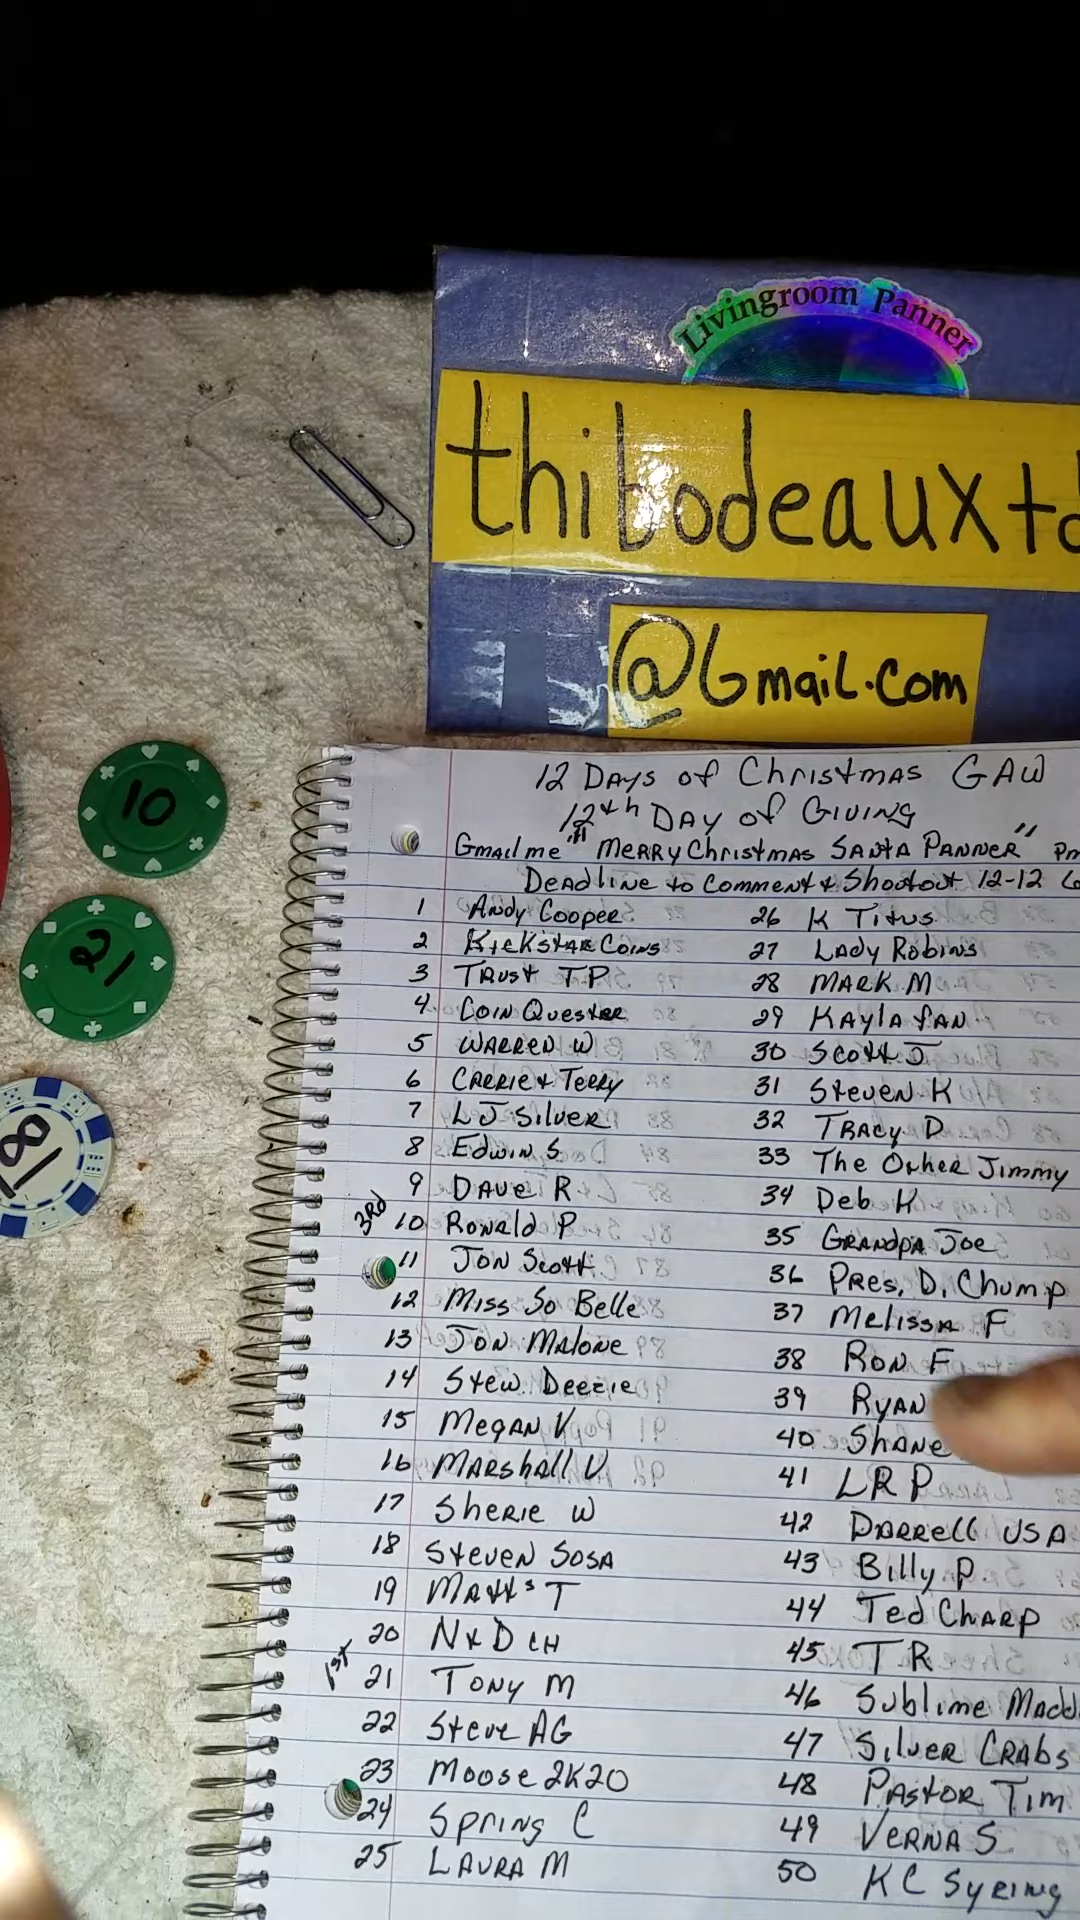 Livingroom Panner
thibodeauxto
@Gmail.com
10
21
18
12 Days of Christmas GAW
12th Day of Giving
Gmail me "Merry Christmas Santa Panner" Pm
Deadline to Comment & Shootout 12-12
1 Andy Cooper
2 Kickstar Coins
3 Trust TP
4 Coin Quester
5 Warren W
6 Carrie & Terry
7 LJ Silver
8 Edwin S
9 Dave R
3rd 10 Ronald P
11 Jon Scott
12 Miss So Belle
13 Jon Malone
14 Stew Deezie
15 Megan V
16 Marshall V
17 Sherie W
18 Steven Sosa
19 Matt's T
20 N&D CH
1st 21 Tony M
22 Steve AG
23 Moose 2K20
24 Spring C
25 Laura M
26 K Titus
27 Lady Robins
28 Mark M
29 Kayla fan
30 Scott J
31 Steven K
32 Tracy D
33 The Other Jimmy
34 Deb K
35 Grandpa Joe
36 Pres. D. Chump
37 Melissa F
38 Ron F
39 Ryan
40 Shane
41 LRP
42 Darrell USA
43 Billy P
44 Ted Charp
45 TR
46 Sublime Madd
47 Silver Crabs
48 Pastor Tim
49 Verna S
50 KC Syring